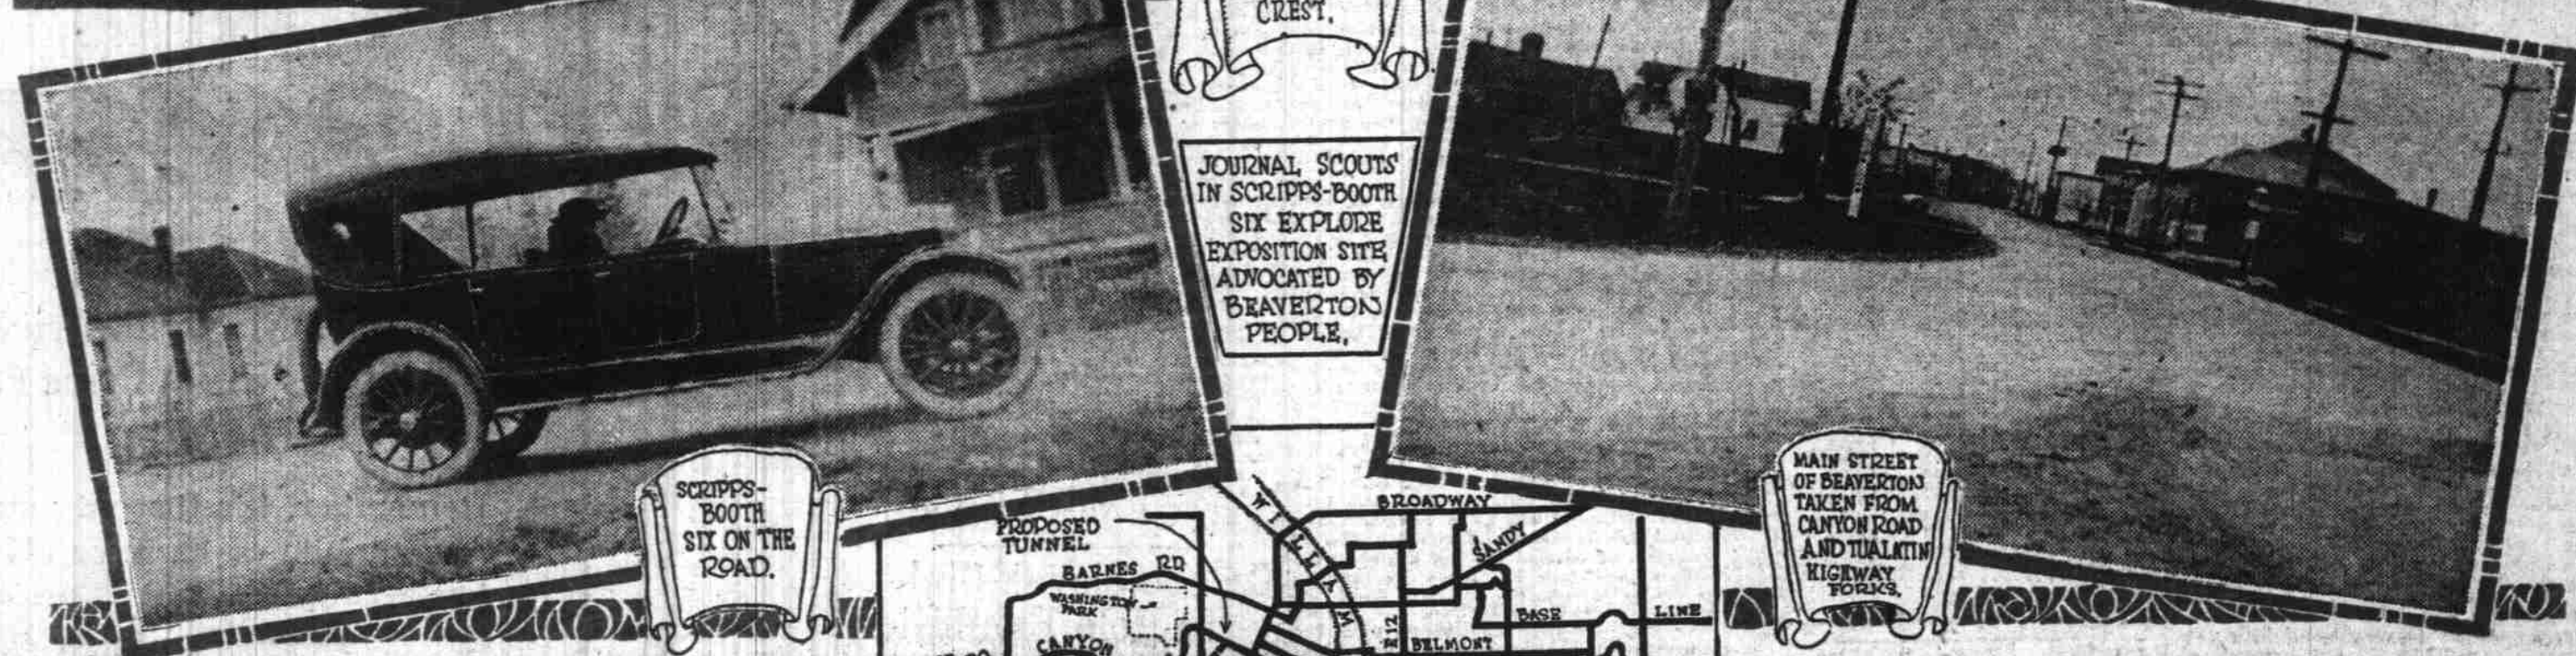 CREST.
JOURNAL SCOUTS
IN SCRIPPS-BOOTH
SIX EXPLORE
EXPOSITION SITE
ADVOCATED BY
BEAVERTON
PEOPLE.
SCRIPPS-
BOOTH
SIX ON THE
ROAD.
MAIN STREET
OF BEAVERTON
TAKEN FROM
CANYON ROAD
AND TUALATIN
HIGHWAY
FORKS.
PROPOSED
TUNNEL
BARNES RD
WASHINGTON
PARK
CANYON
WILLAM
BROADWAY
SANDY
E 12
BASE LINE
BELMONT